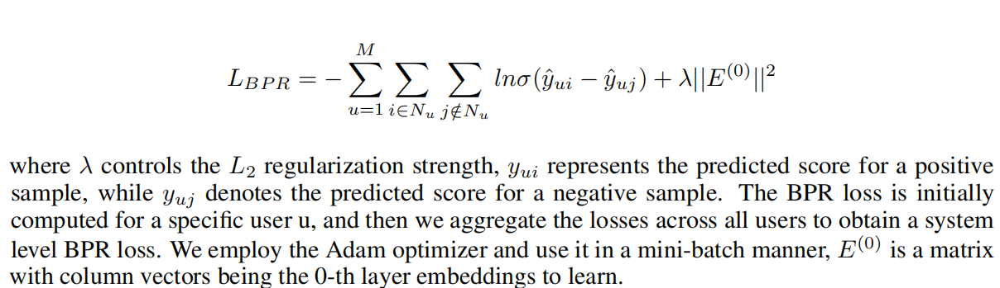 L_{BPR} = -\sum_{u=1}^{M} \sum_{i \in N_u} \sum_{j \notin N_u} ln\sigma(\hat{y}_{ui} - \hat{y}_{uj}) + \lambda||E^{(0)}||^2
where λ controls the L_2 regularization strength, y_{ui} represents the predicted score for a positive
sample, while y_{uj} denotes the predicted score for a negative sample. The BPR loss is initially
computed for a specific user u, and then we aggregate the losses across all users to obtain a system
level BPR loss. We employ the Adam optimizer and use it in a mini-batch manner, E^{(0)} is a matrix
with column vectors being the 0-th layer embeddings to learn.